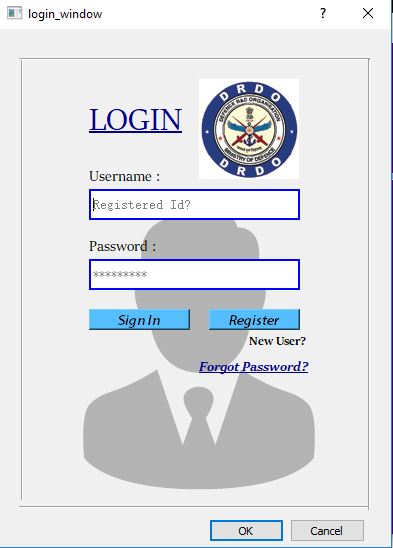 login_window
?
LOGIN
DRDO
DEFENCE R&D ORGANISATION
MINISTRY OF DEFENCE
DRDO
Username :
Registered Id?
Password :
*********
Sign In
Register
New User?
Forgot Password?
OK
Cancel